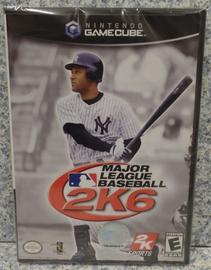 NINTENDO
GAMECUBE
MAJOR
LEAGUE
BASEBALL
2K6
2K
SPORTS
E